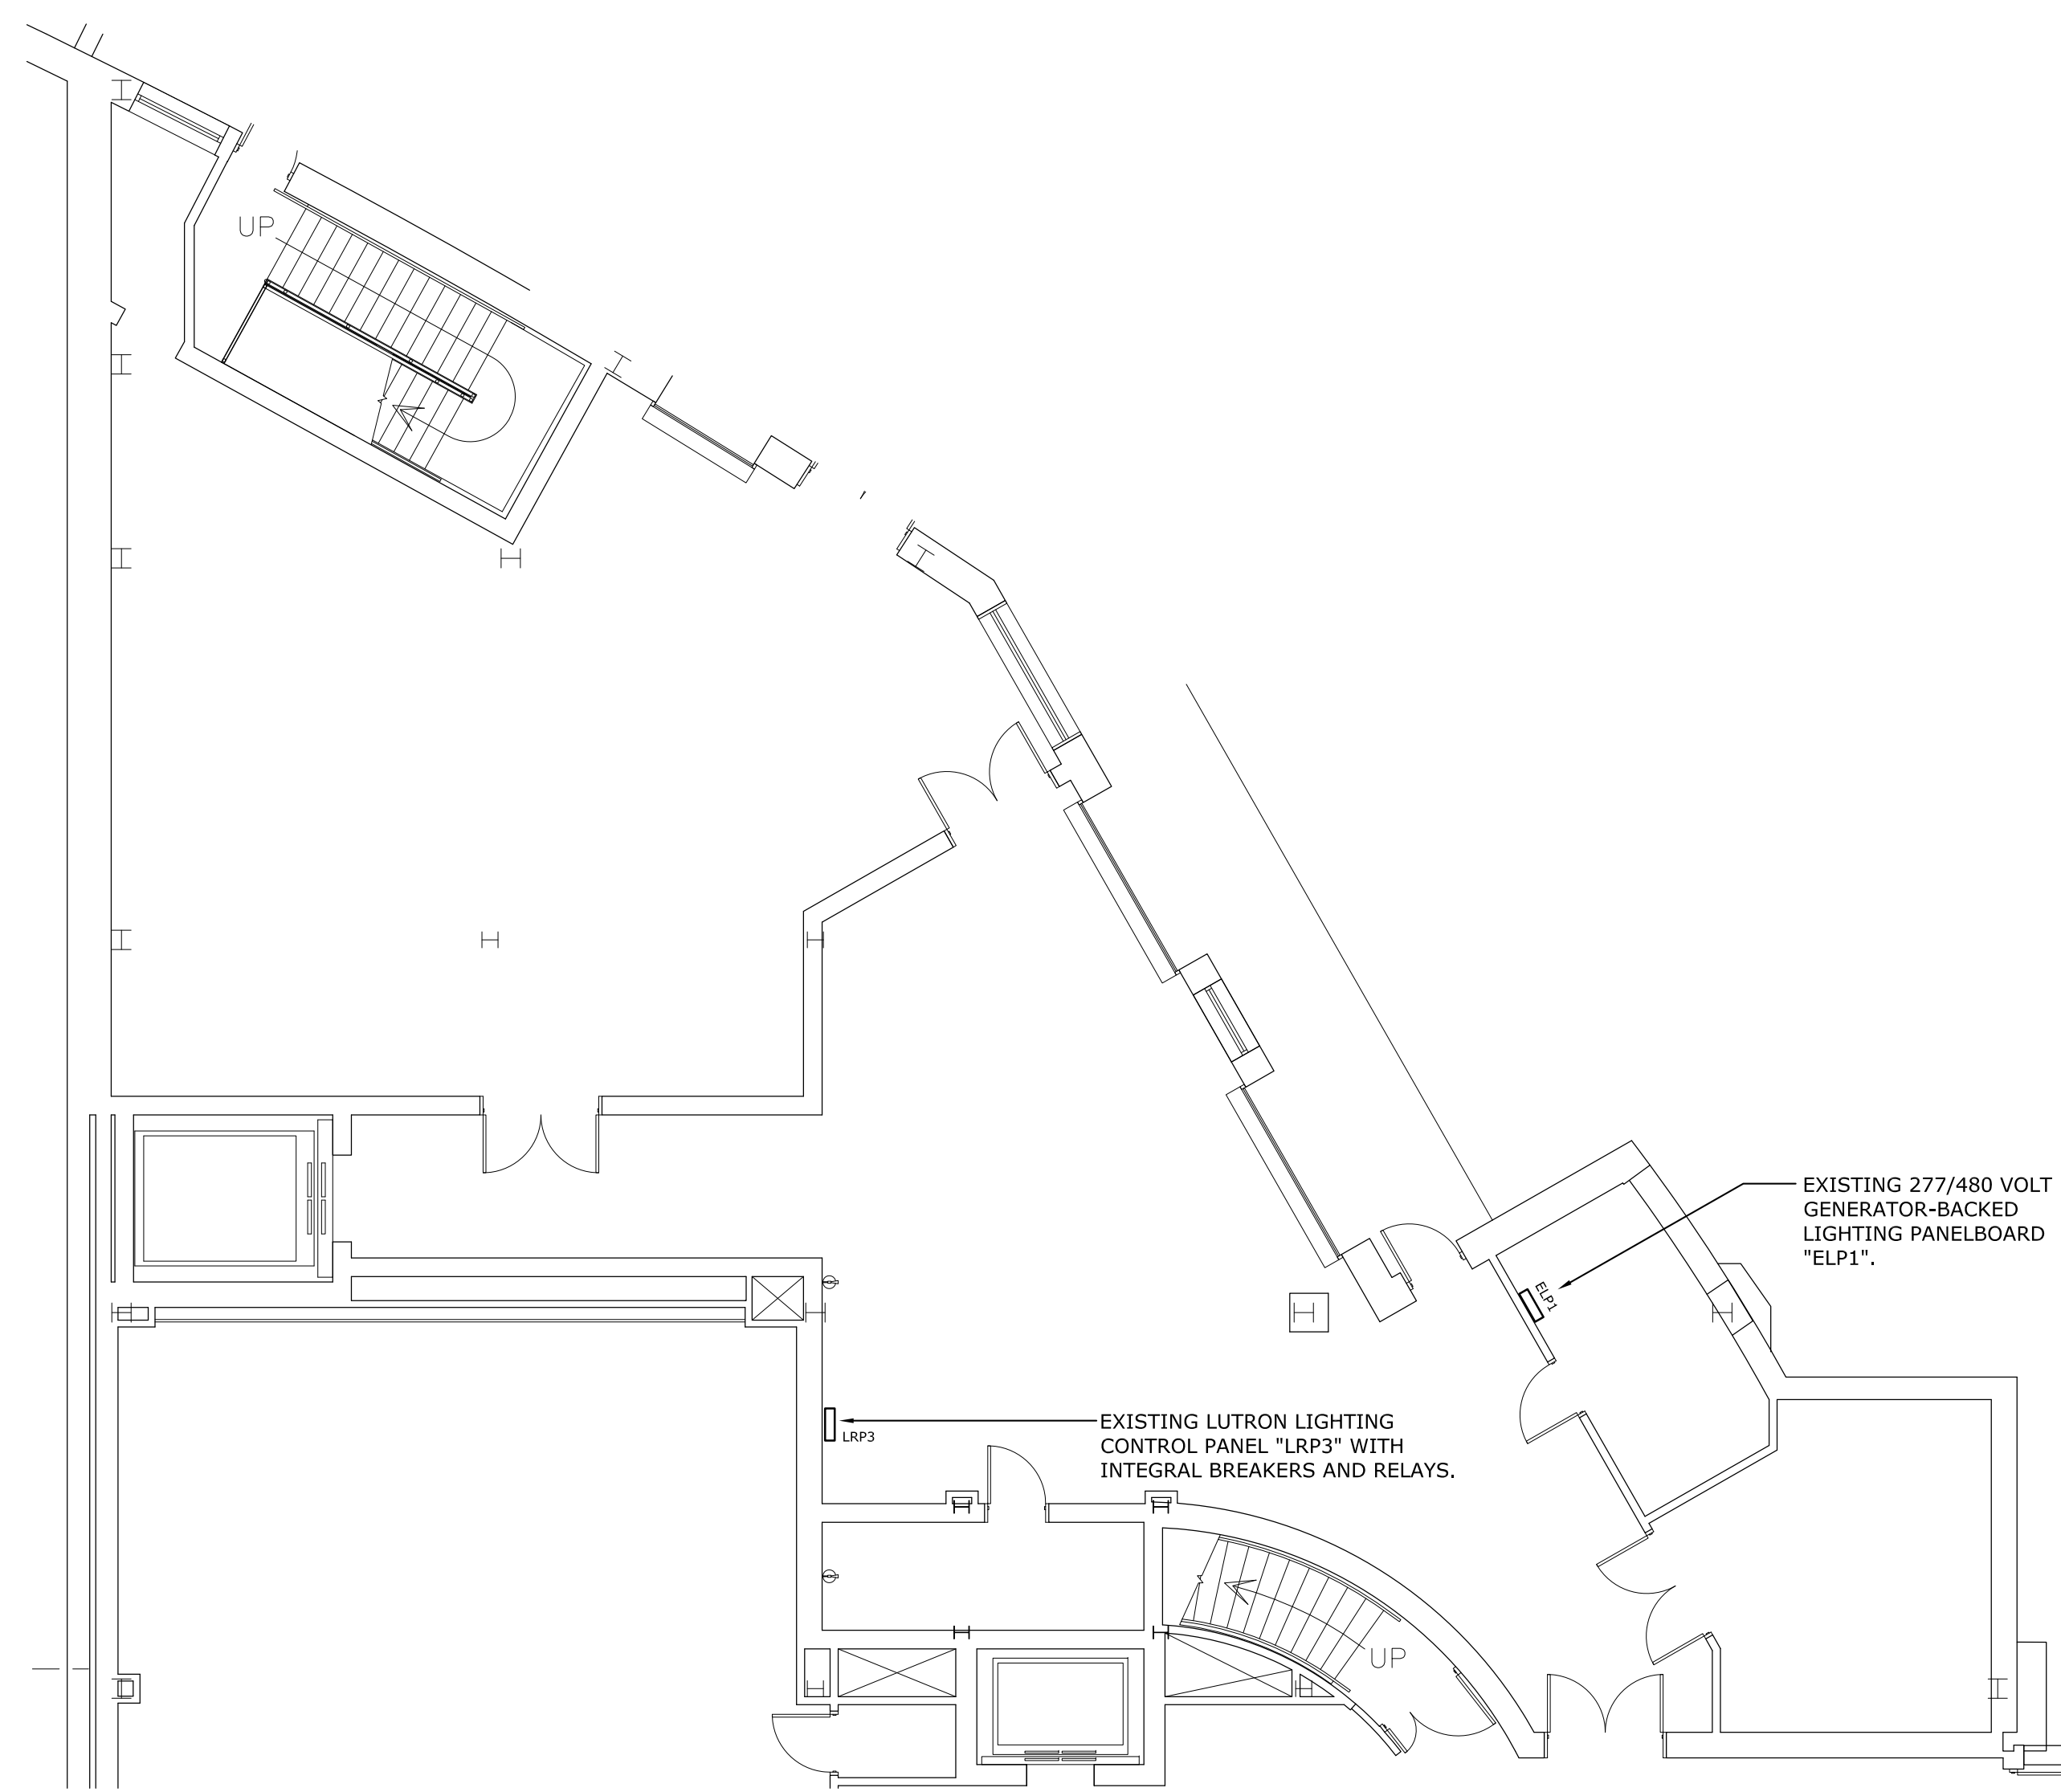 UP
EXISTING 277/480 VOLT
GENERATOR-BACKED
LIGHTING PANELBOARD
"ELP1".
ELP1
EXISTING LUTRON LIGHTING
CONTROL PANEL "LRP3" WITH
INTEGRAL BREAKERS AND RELAYS.
LRP3
UP